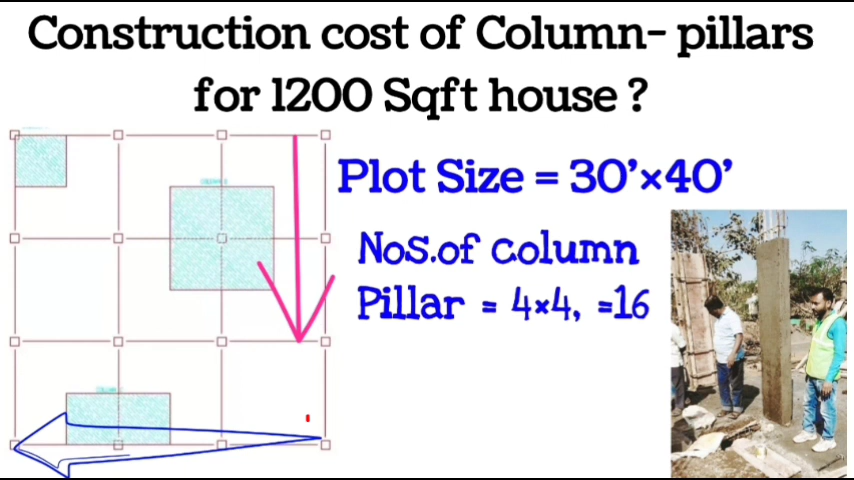 Construction cost of Column- pillars
for 1200 Sqft house ?
Plot Size = 30’×40’
NoS.of column
Pillar = 4×4, =16